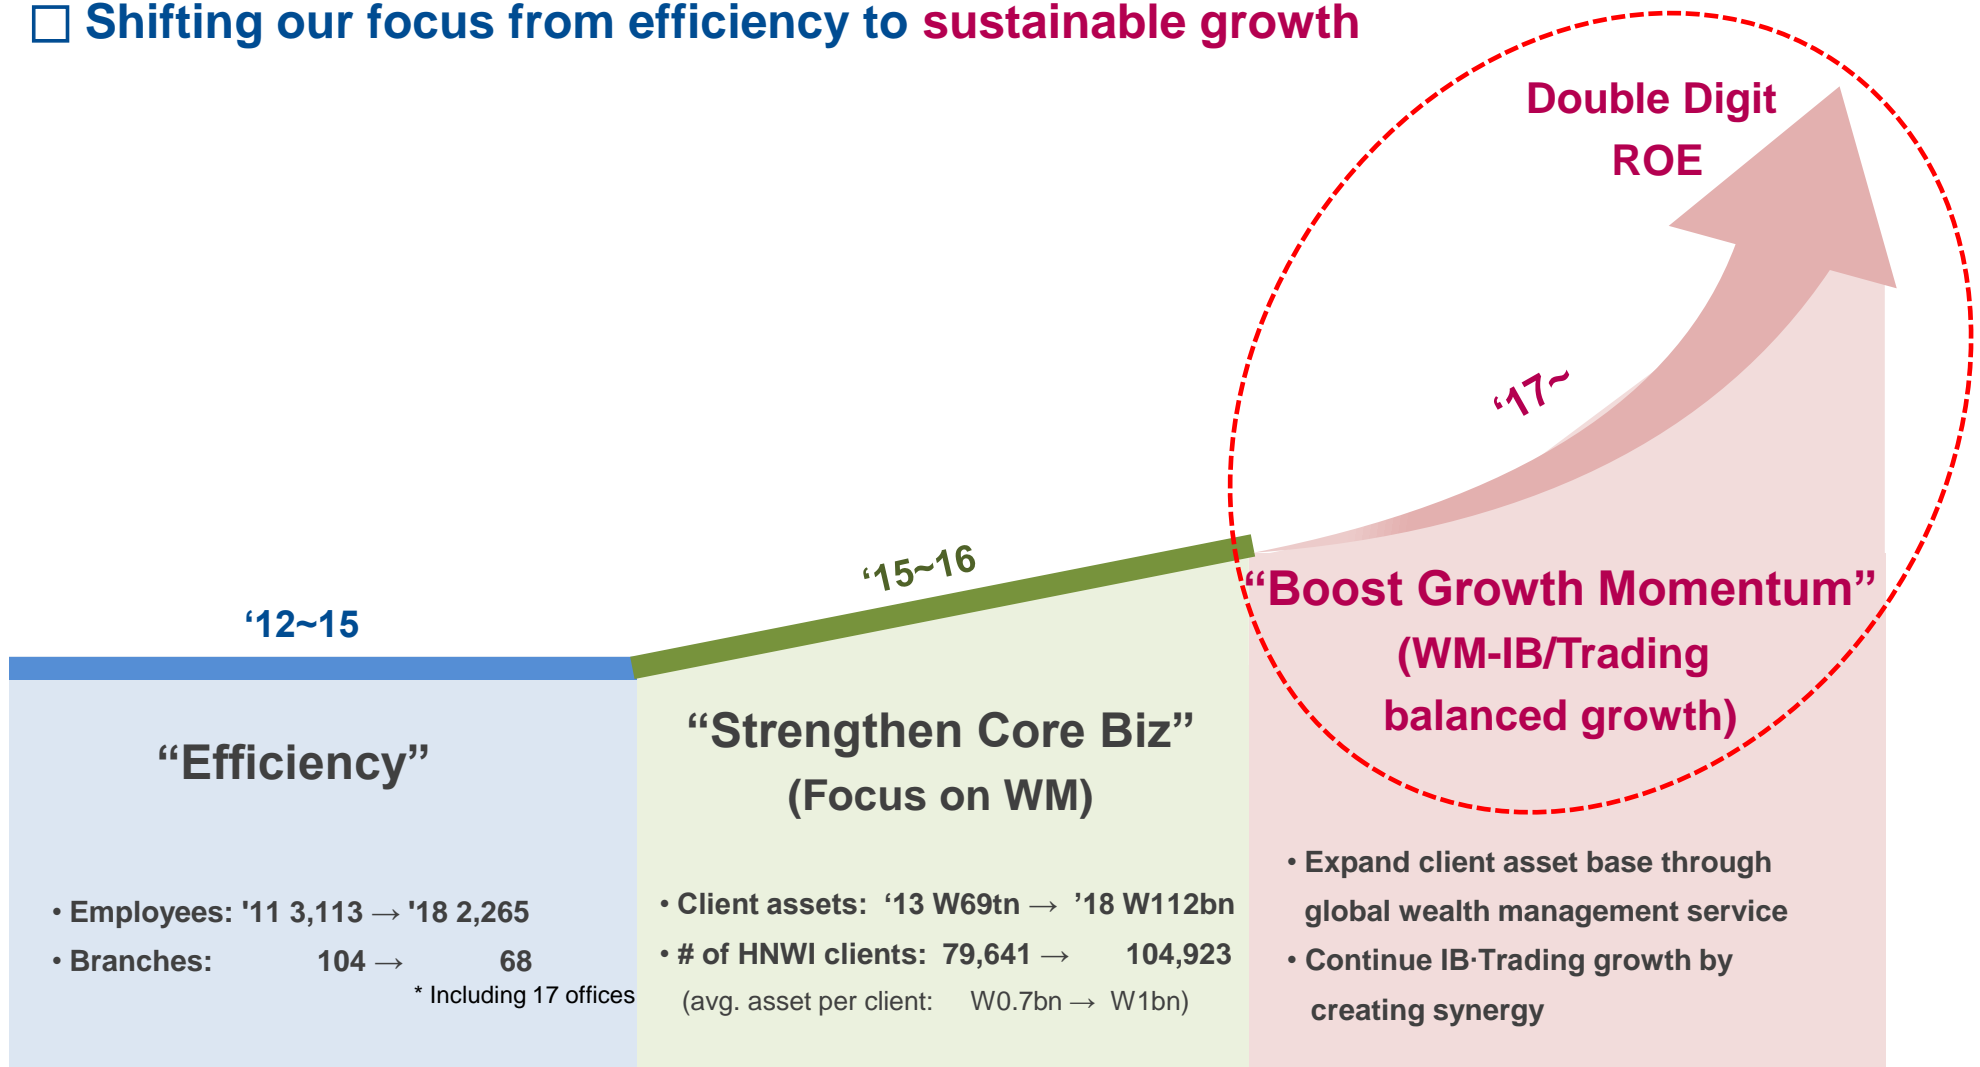 □ Shifting our focus from efficiency to sustainable growth
Double Digit
ROE
‘17~
‘15~16
‘12~15
“Efficiency”
• Employees: '11 3,113 → '18 2,265
• Branches: 104 → 68
* Including 17 offices
“Strengthen Core Biz”
(Focus on WM)
• Client assets: ‘13 W69tn → ’18 W112bn
• # of HNWI clients: 79,641 → 104,923
(avg. asset per client: W0.7bn → W1bn)
“Boost Growth Momentum”
(WM-IB/Trading
balanced growth)
• Expand client asset base through
global wealth management service
• Continue IB·Trading growth by
creating synergy